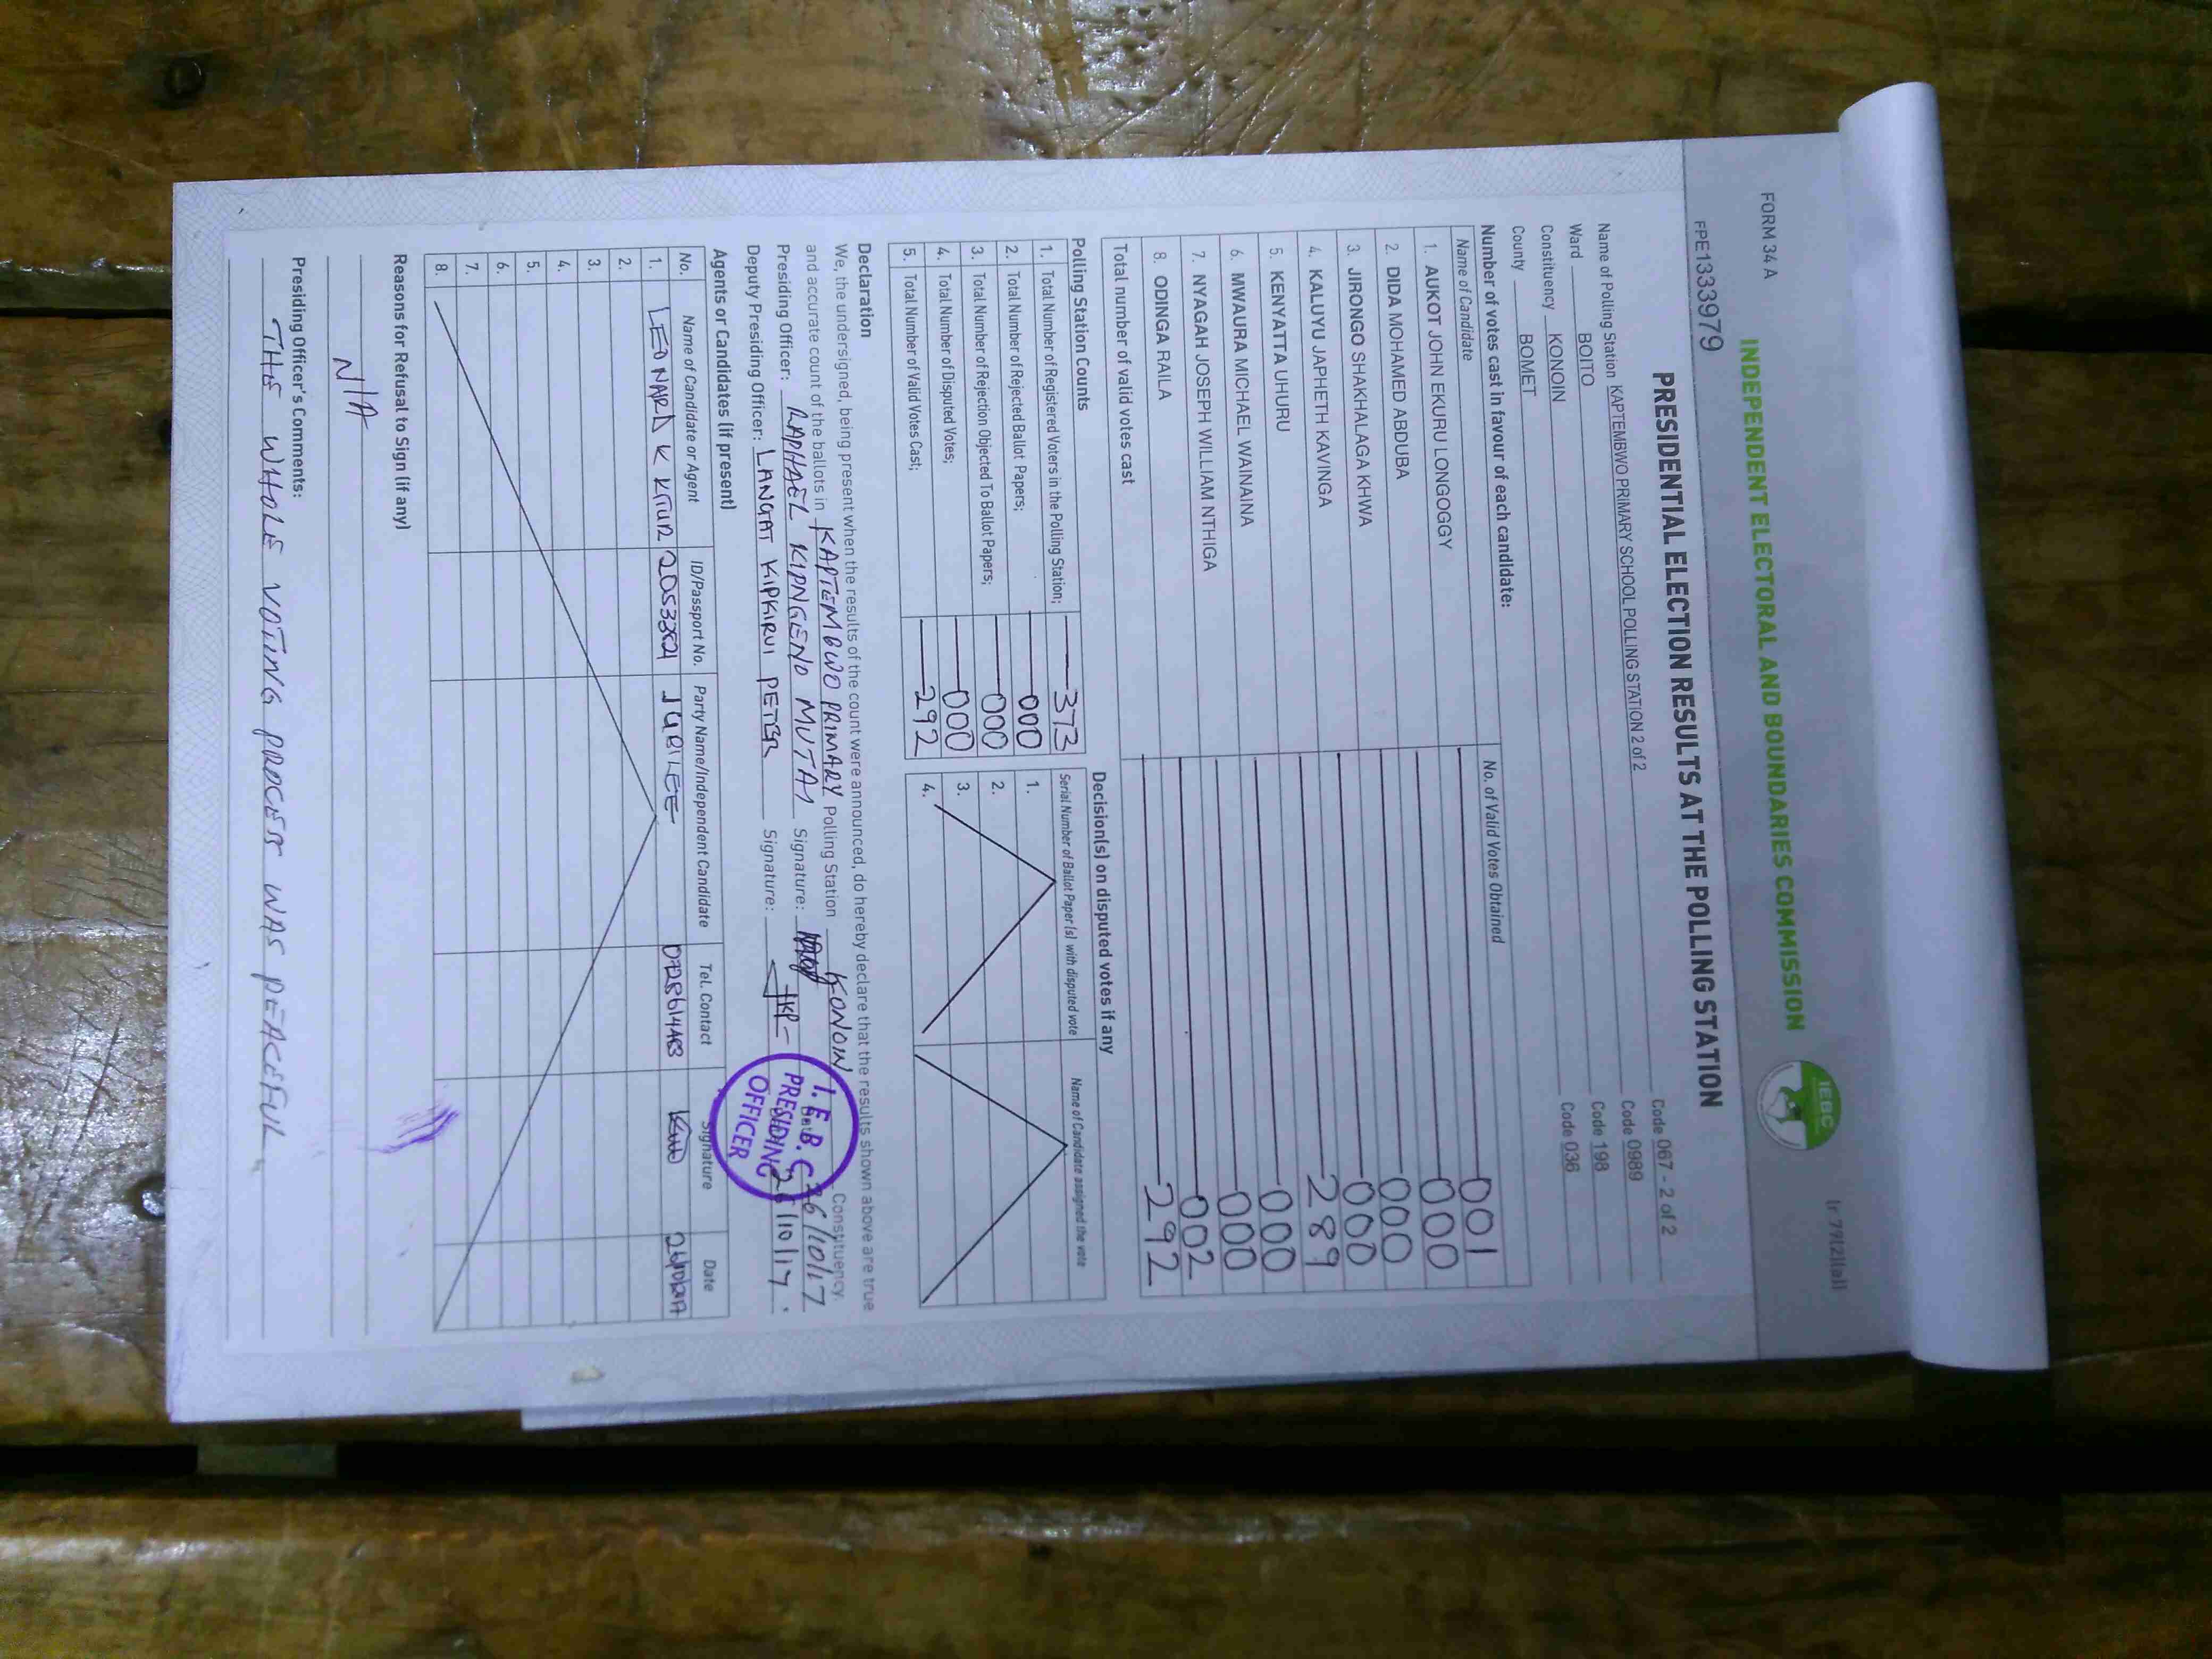 FORM 34 A
(r 79(2)(a))
INDEPENDENT ELECTORAL AND BOUNDARIES COMMISSION
IEBC
FPE1333979
PRESIDENTIAL ELECTION RESULTS AT THE POLLING STATION
Name of Polling Station KAPTEMBWO PRIMARY SCHOOL POLLING STATION 2 of 2 Code 067 - 2 of 2
Ward BOITO Code 0989
Constituency KONOIN Code 198
County BOMET Code 036
Number of votes cast in favour of each candidate:
Name of Candidate No. of Valid Votes Obtained
1. AUKOT JOHN EKURU LONGOGGY 001
2. DIDA MOHAMED ABDUBA 000
3. JIRONGO SHAKHALAGA KHWA 000
4. KALUYU JAPHETH KAVINGA 000
5. KENYATTA UHURU 289
6. MWAURA MICHAEL WAINAINA 000
7. NYAGAH JOSEPH WILLIAM NTHIGA 000
8. ODINGA RAILA 002
Total number of valid votes cast 292
Polling Station Counts
1. Total Number of Registered Voters in the Polling Station; 373
2. Total Number of Rejected Ballot Papers; 000
3. Total Number of Rejection Objected To Ballot Papers; 000
4. Total Number of Disputed Votes; 000
5. Total Number of Valid Votes Cast; 292
Decision(s) on disputed votes if any
Serial Number of Ballot Paper (s) with disputed vote Name of Candidate assigned the vote
1.
2.
3.
4.
Declaration
We, the undersigned, being present when the results of the count were announced, do hereby declare that the results shown above are true
and accurate count of the ballots in KAPTEMBWO PRIMARY Polling Station KONOIN Constituency.
Presiding Officer: RAPHAEL KIPNGENO MUTAI Signature: 26/10/17
Deputy Presiding Officer: LANGAT KIPKIRUI PETER Signature: 26/10/17.
I.E.B.C
PRESIDING
OFFICER
Agents or Candidates (if present)
No. Name of Candidate or Agent ID/Passport No. Party Name/Independent Candidate Tel. Contact Signature Date
1. LEONARD K KITUR JUBILEE
2.
3.
4.
5.
6.
7.
8.
Reasons for Refusal to Sign (if any)
N/A
Presiding Officer's Comments:
THE WHOLE VOTING PROCESS WAS PEACEFUL